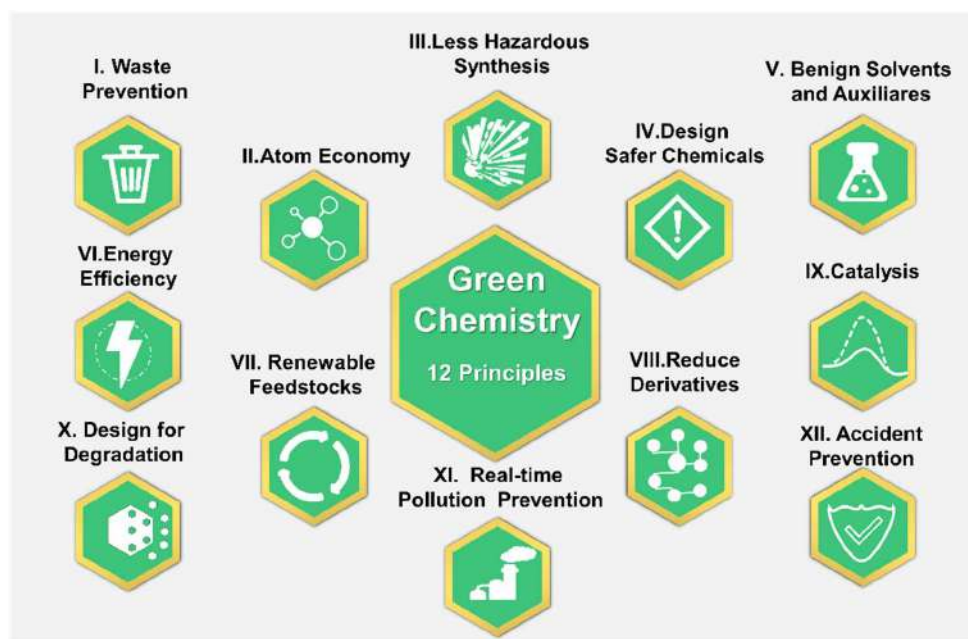 I. Waste
Prevention
II.Atom Economy
III.Less Hazardous
Synthesis
IV.Design
Safer Chemicals
V. Benign Solvents
and Auxiliares
VI.Energy
Efficiency
Green
Chemistry
12 Principles
VII. Renewable
Feedstocks
VIII.Reduce
Derivatives
IX.Catalysis
X. Design for
Degradation
XI. Real-time
Pollution Prevention
XII. Accident
Prevention